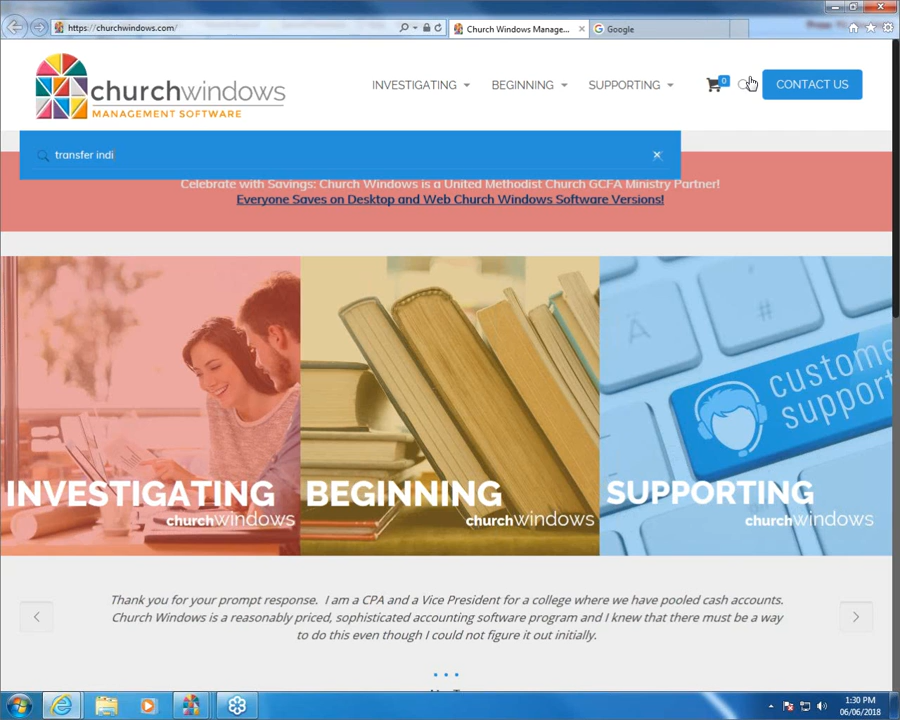 https://churchwindows.com/
Church Windows Manage...
Google
churchwindows
MANAGEMENT SOFTWARE
INVESTIGATING
BEGINNING
SUPPORTING
0
CONTACT US
transfer indi
Celebrate with Savings: Church Windows is a United Methodist Church GCFA Ministry Partner!
Everyone Saves on Desktop and Web Church Windows Software Versions!
custome
suppor
INVESTIGATING
churchwindows
BEGINNING
churchwindows
SUPPORTING
churchwindows
Thank you for your prompt response. I am a CPA and a Vice President for a college where we have pooled cash accounts.
Church Windows is a reasonably priced, sophisticated accounting software program and I knew that there must be a way
to do this even though I could not figure it out initially.
1:30 PM
06/06/2018